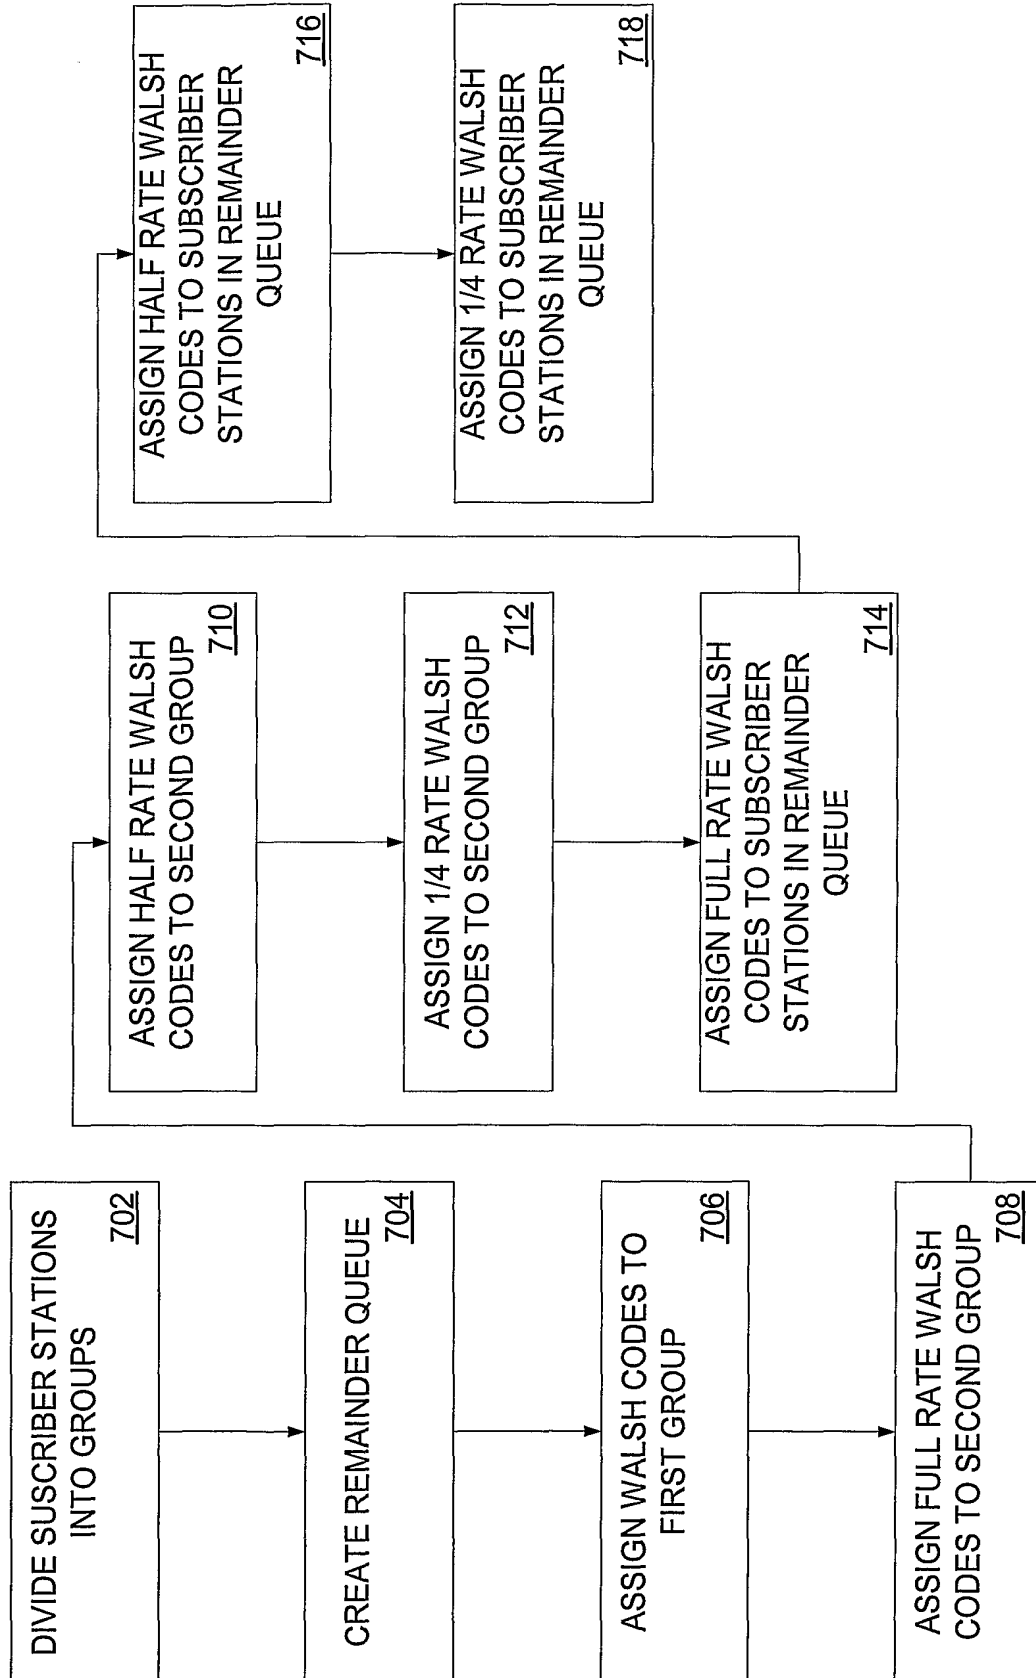 DIVIDE SUSCRIBER STATIONS
INTO GROUPS
702
CREATE REMAINDER QUEUE
704
ASSIGN WALSH CODES TO
FIRST GROUP
706
ASSIGN FULL RATE WALSH
CODES TO SECOND GROUP
708
ASSIGN HALF RATE WALSH
CODES TO SECOND GROUP
710
ASSIGN 1/4 RATE WALSH
CODES TO SECOND GROUP
712
ASSIGN FULL RATE WALSH
CODES TO SUBSCRIBER
STATIONS IN REMAINDER
QUEUE
714
ASSIGN HALF RATE WALSH
CODES TO SUBSCRIBER
STATIONS IN REMAINDER
QUEUE
716
ASSIGN 1/4 RATE WALSH
CODES TO SUBSCRIBER
STATIONS IN REMAINDER
QUEUE
718